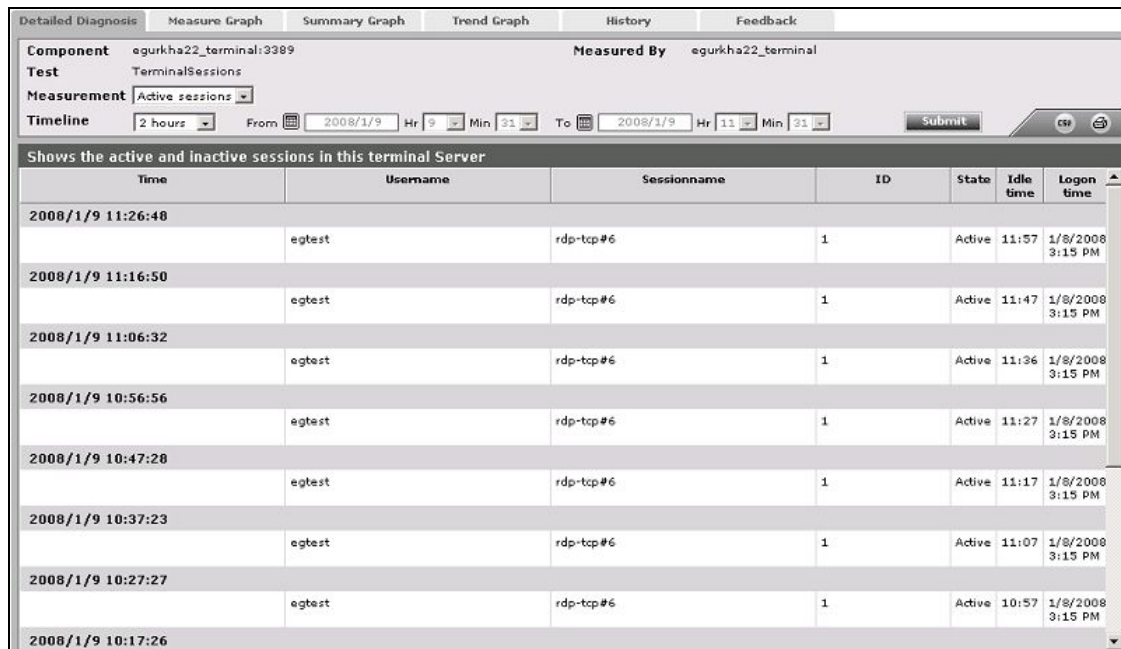 Detailed Diagnosis Measure Graph Summary Graph Trend Graph History Feedback
Component egurkha22_terminal:3389 Measured By egurkha22_terminal
Test TerminalSessions
Measurement Active sessions
Timeline 2 hours From 2008/1/9 Hr 9 Min 31 To 2008/1/9 Hr 11 Min 31 Submit CSV
Shows the active and inactive sessions in this terminal Server
Time Username Sessionname ID State Idle time Logon time
2008/1/9 11:26:48
egtest rdp-tcp#6 1 Active 11:57 1/8/2008 3:15 PM
2008/1/9 11:16:50
egtest rdp-tcp#6 1 Active 11:47 1/8/2008 3:15 PM
2008/1/9 11:06:32
egtest rdp-tcp#6 1 Active 11:36 1/8/2008 3:15 PM
2008/1/9 10:56:56
egtest rdp-tcp#6 1 Active 11:27 1/8/2008 3:15 PM
2008/1/9 10:47:28
egtest rdp-tcp#6 1 Active 11:17 1/8/2008 3:15 PM
2008/1/9 10:37:23
egtest rdp-tcp#6 1 Active 11:07 1/8/2008 3:15 PM
2008/1/9 10:27:27
egtest rdp-tcp#6 1 Active 10:57 1/8/2008 3:15 PM
2008/1/9 10:17:26